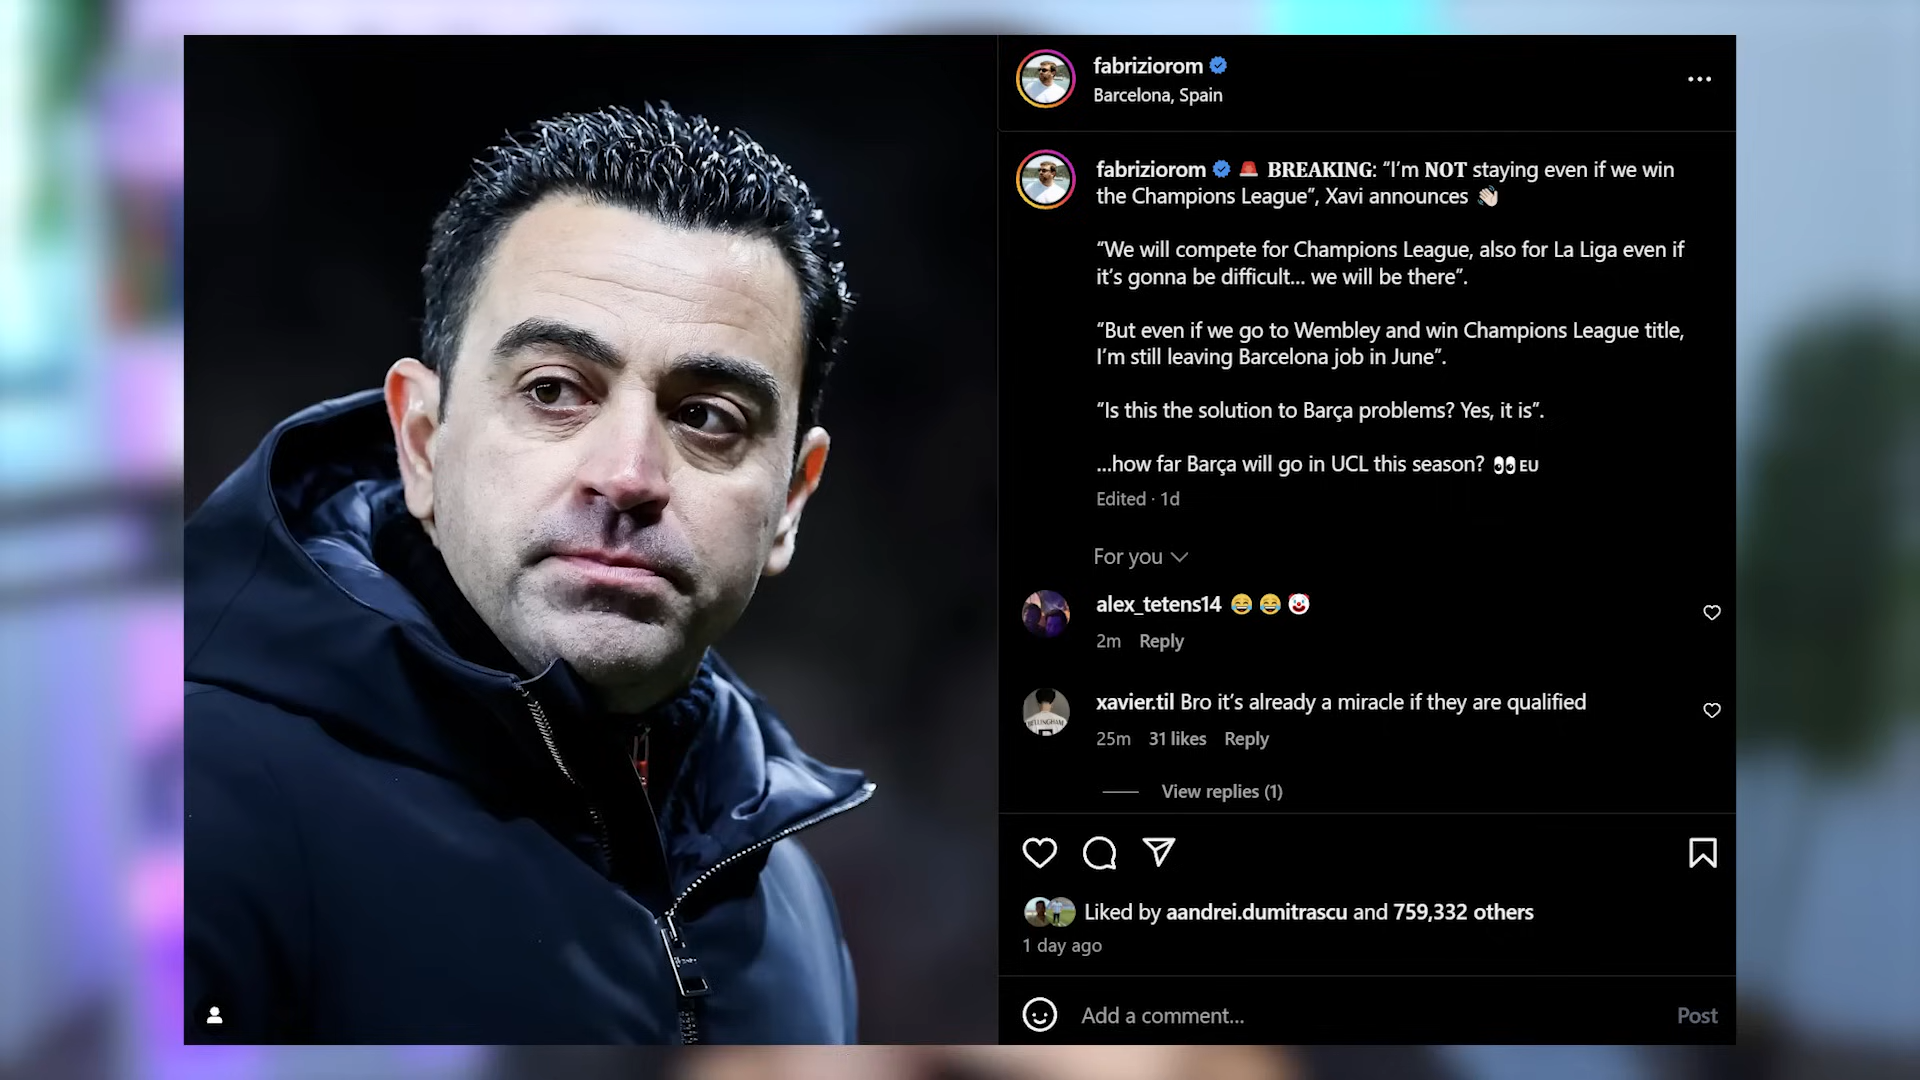 fabriziorom
Barcelona, Spain
fabriziorom 🚨 BREAKING: “I’m NOT staying even if we win
the Champions League”, Xavi announces 👋🏻
“We will compete for Champions League, also for La Liga even if
it’s gonna be difficult... we will be there”.
“But even if we go to Wembley and win Champions League title,
I’m still leaving Barcelona job in June”.
“Is this the solution to Barça problems? Yes, it is”.
...how far Barça will go in UCL this season? 👀 EU
Edited · 1d
For you
alex_tetens14 😂 😂 🤡
2m Reply
xavier.til Bro it’s already a miracle if they are qualified
BELLINGHAM
25m 31 likes Reply
View replies (1)
Liked by aandrei.dumitrascu and 759,332 others
1 day ago
Add a comment...
Post